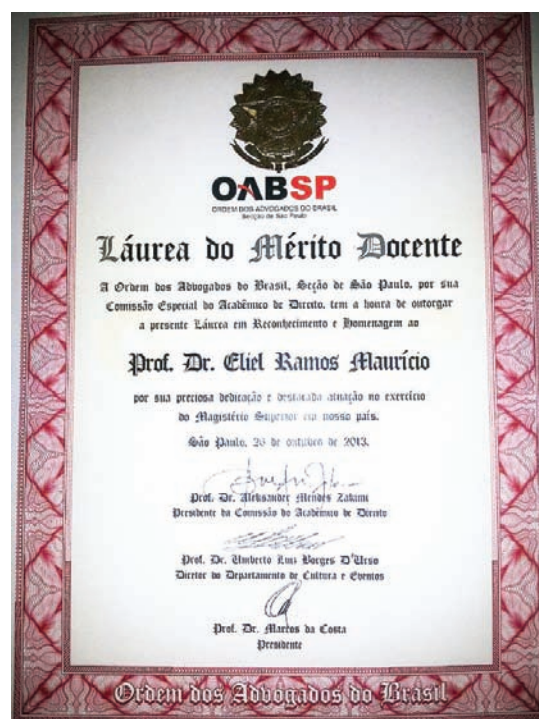 OABSP
ORDEM DOS ADVOGADOS DO BRASIL
Secção de São Paulo
Láurea do Mérito Docente
A Ordem dos Advogados do Brasil, Secção de São Paulo, por sua
Comissão Especial do Acadêmico de Direito, tem a honra de outorgar
a presente Láurea em Reconhecimento e Homenagem ao
Prof. Dr. Eliel Ramos Maurício
por sua preciosa dedicação e destacada atuação no exercício
do Magistério Superior em nosso país.
São Paulo, 26 de outubro de 2013.
Prof. Dr. Aleksander Mendes Zakimi
Presidente da Comissão do Acadêmico de Direito
Prof. Dr. Umberto Luiz Borges D'Urso
Diretor do Departamento de Cultura e Eventos
Prof. Dr. Marcos da Costa
Presidente
Ordem dos Advogados do Brasil